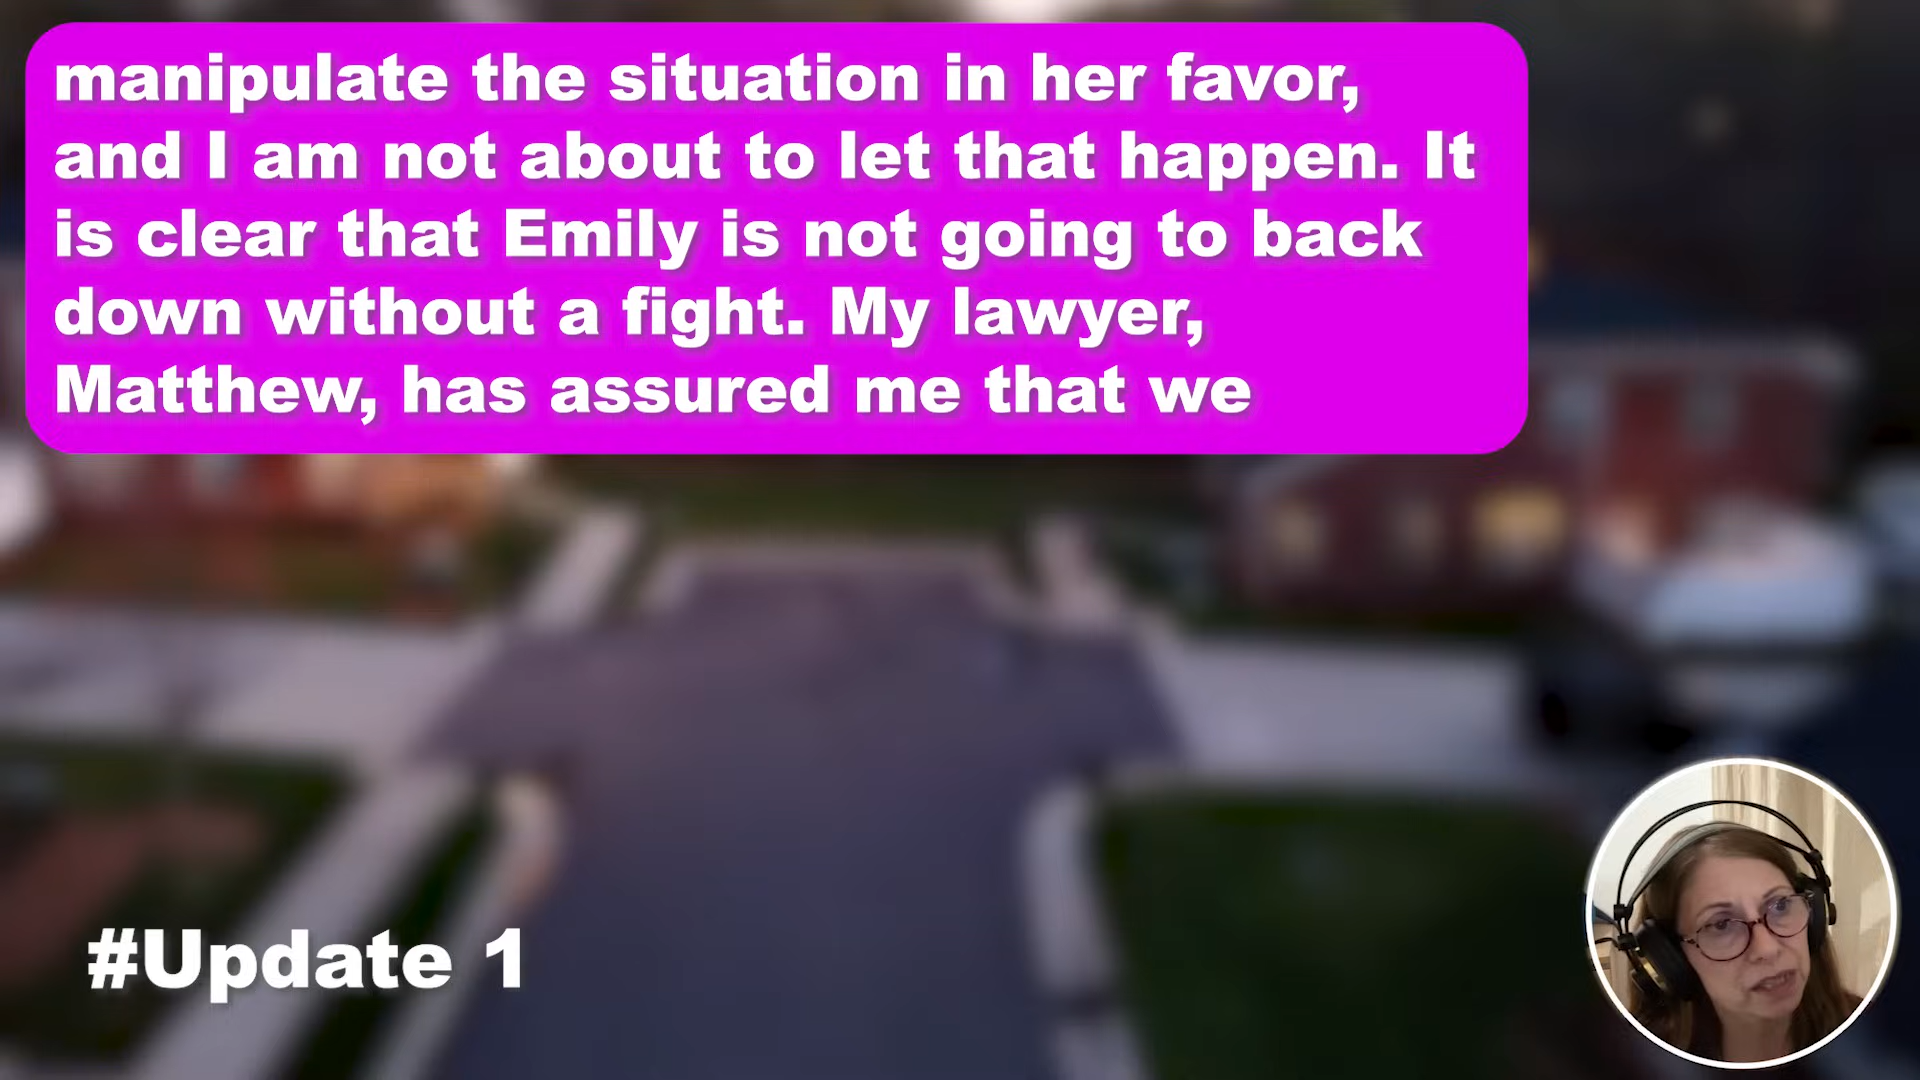 manipulate the situation in her favor,
and I am not about to let that happen. It
is clear that Emily is not going to back
down without a fight. My lawyer,
Matthew, has assured me that we
#Update 1